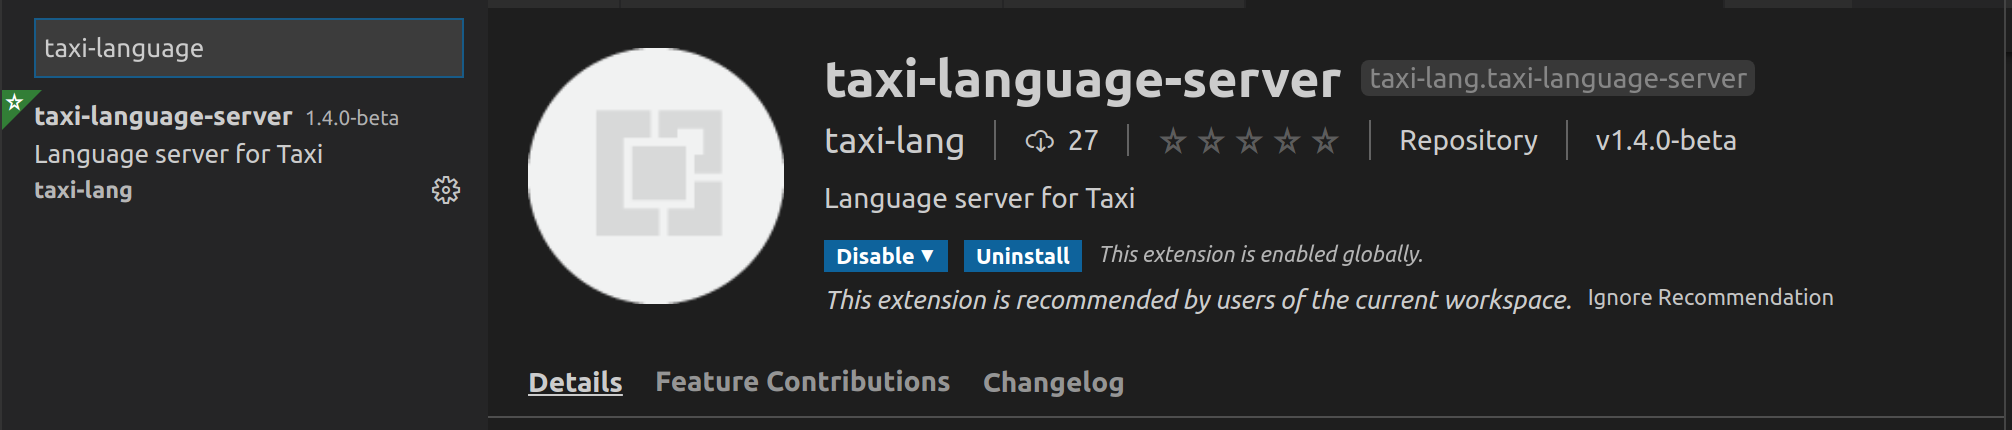 taxi-language
taxi-language-server 1.4.0-beta
Language server for Taxi
taxi-lang
taxi-language-server taxi-lang.taxi-language-server
taxi-lang 27 Repository v1.4.0-beta
Language server for Taxi
Disable Uninstall This extension is enabled globally.
This extension is recommended by users of the current workspace. Ignore Recommendation
Details Feature Contributions Changelog